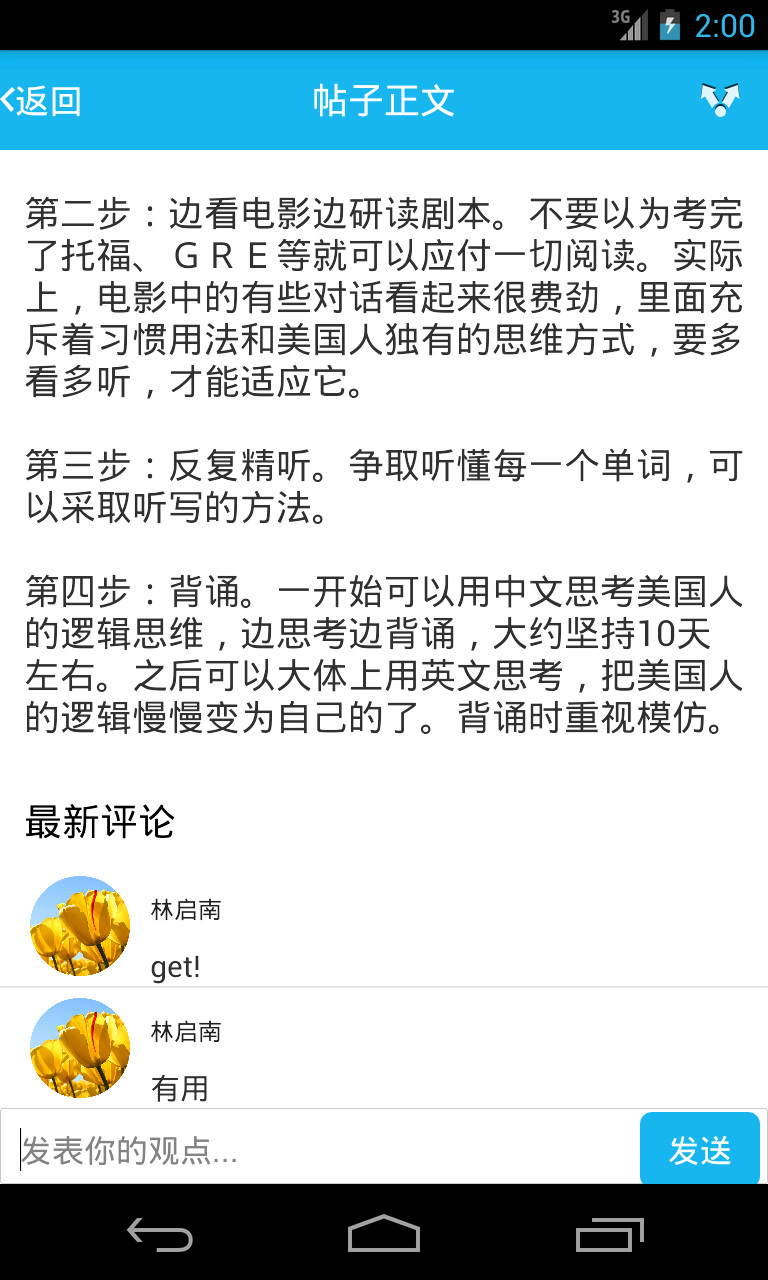 3G 2:00
返回 帖子正文
第二步：边看电影边研读剧本。不要以为考完
了托福、ＧＲＥ等就可以应付一切阅读。实际
上，电影中的有些对话看起来很费劲，里面充
斥着习惯用法和美国人独有的思维方式，要多
看多听，才能适应它。
第三步：反复精听。争取听懂每一个单词，可
以采取听写的方法。
第四步：背诵。一开始可以用中文思考美国人
的逻辑思维，边思考边背诵，大约坚持10天
左右。之后可以大体上用英文思考，把美国人
的逻辑慢慢变为自己的了。背诵时重视模仿。
最新评论
林启南
get!
林启南
有用
发表你的观点... 发送